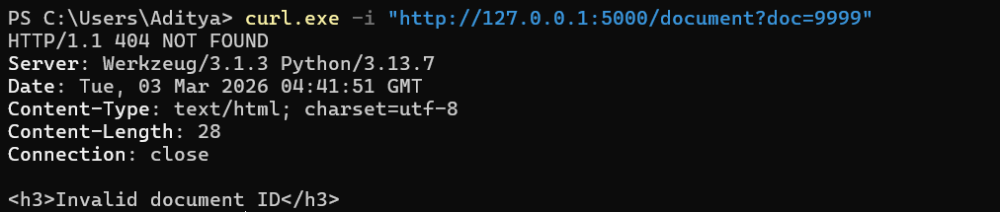 PS C:\Users\Aditya> curl.exe -i "http://127.0.0.1:5000/document?doc=9999"
HTTP/1.1 404 NOT FOUND
Server: Werkzeug/3.1.3 Python/3.13.7
Date: Tue, 03 Mar 2026 04:41:51 GMT
Content-Type: text/html; charset=utf-8
Content-Length: 28
Connection: close

<h3>Invalid document ID</h3>